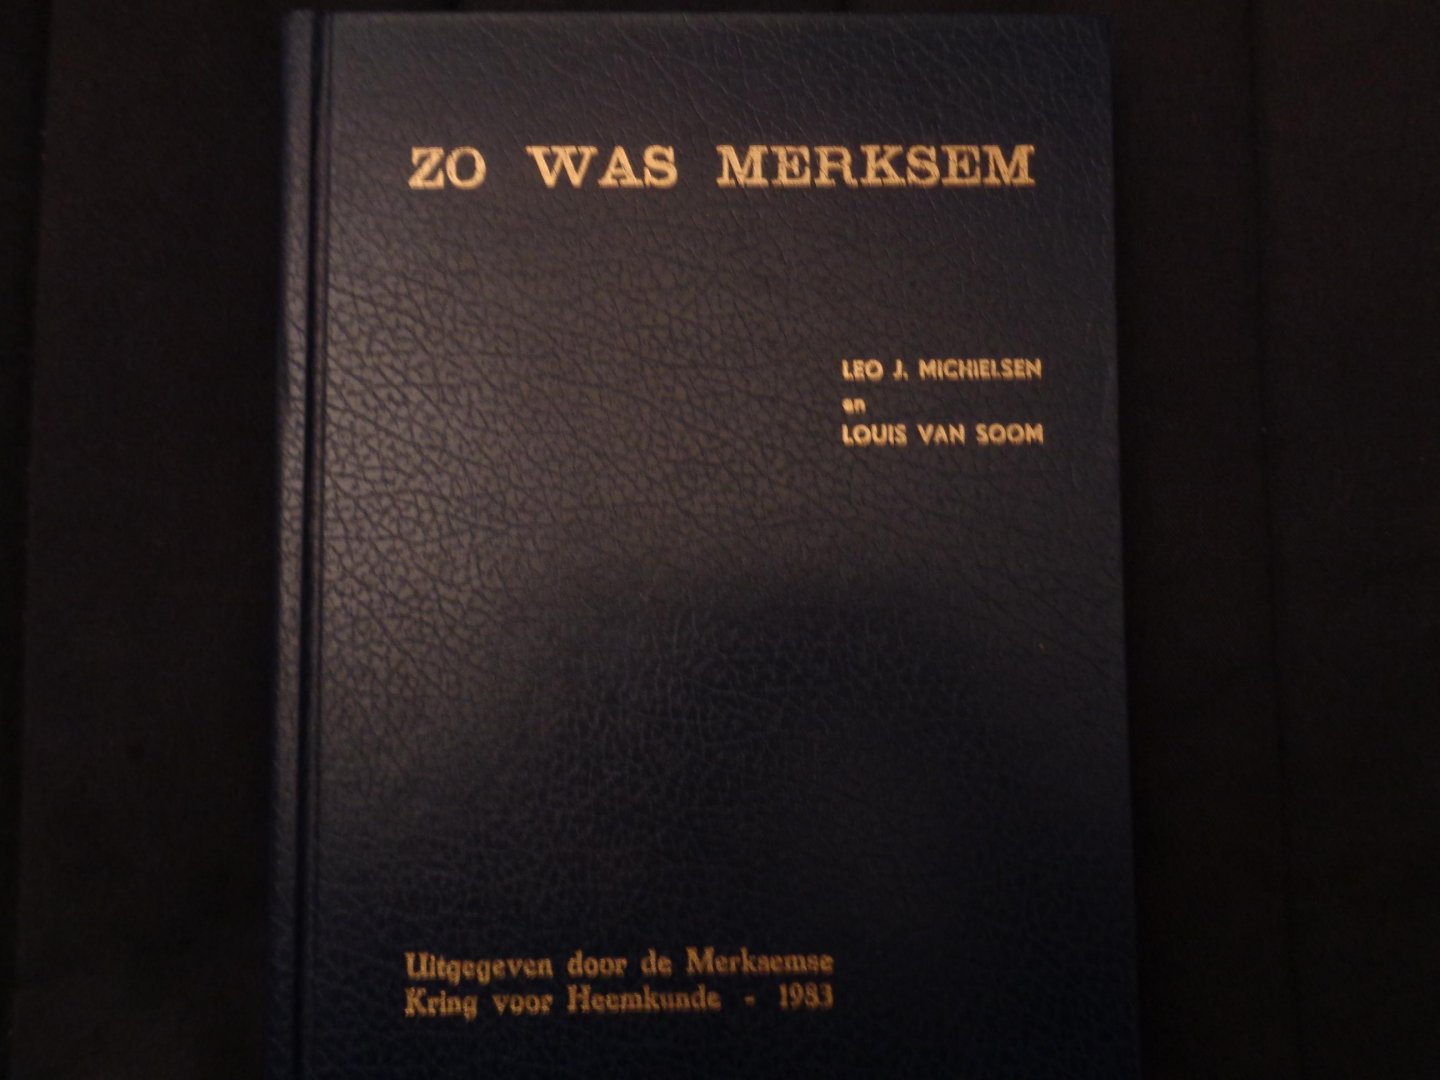 ZO WAS MERKSEM
LEO J. MICHIELSEN
en
LOUIS VAN SOOM
Uitgegeven door de Merksemse
Kring voor Heemkunde - 1983